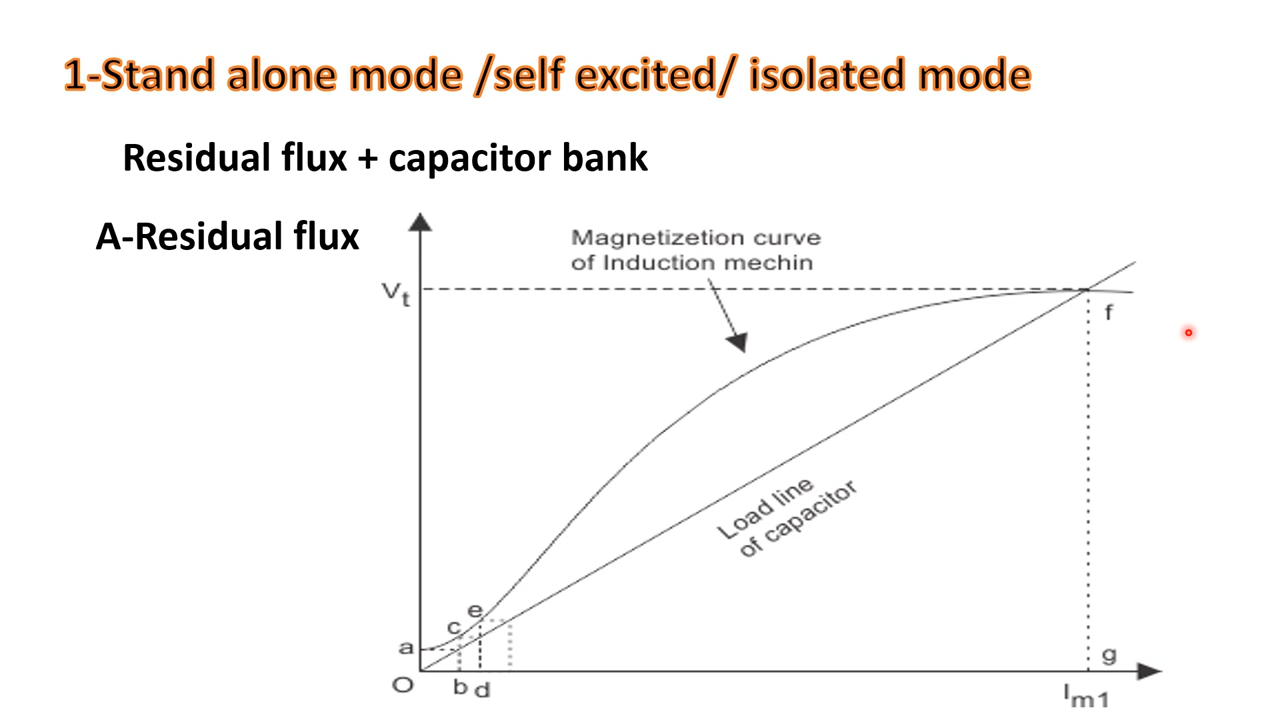 1-Stand alone mode /self excited/ isolated mode
Residual flux + capacitor bank
A-Residual flux
Magnetizetion curve
of Induction mechin
Vt
f
Load line
of capacitor
e
c
a
g
O
b d
Im1